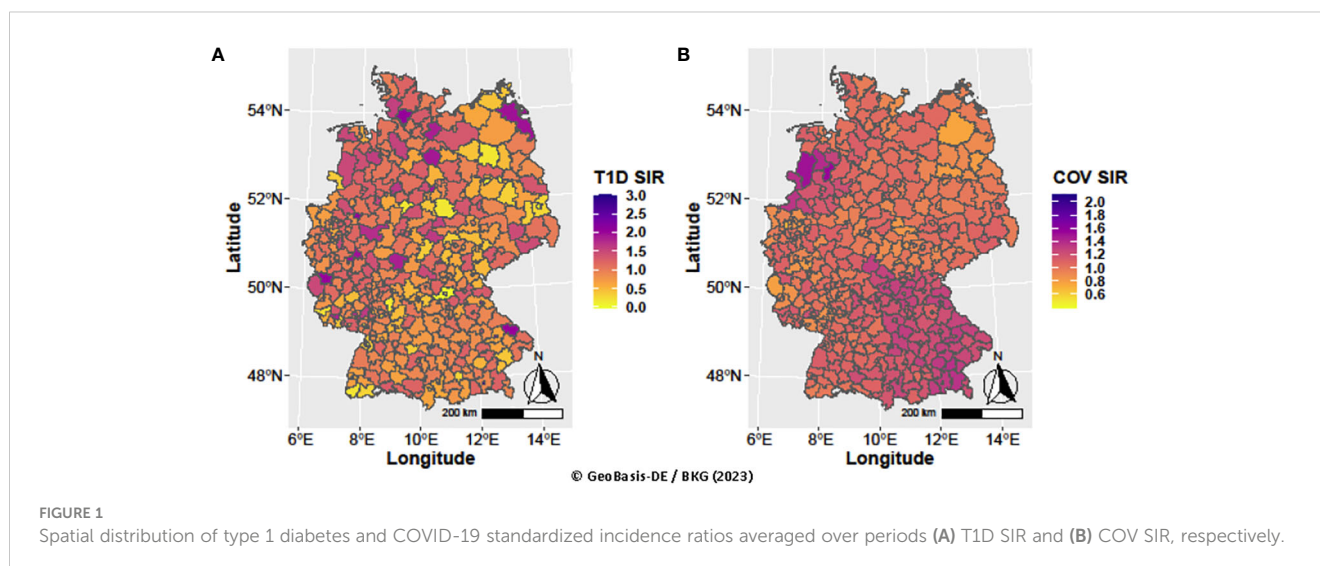 A
B
54°N
52°N
50°N
48°N
Latitude
6°E 8°E 10°E 12°E 14°E
Longitude
T1D SIR
3.0
2.5
2.0
1.5
1.0
0.5
0.0
N
200 km
54°N
52°N
50°N
48°N
Latitude
6°E 8°E 10°E 12°E 14°E
Longitude
COV SIR
2.0
1.8
1.6
1.4
1.2
1.0
0.8
0.6
N
200 km
© GeoBasis-DE / BKG (2023)
FIGURE 1
Spatial distribution of type 1 diabetes and COVID-19 standardized incidence ratios averaged over periods (A) T1D SIR and (B) COV SIR, respectively.